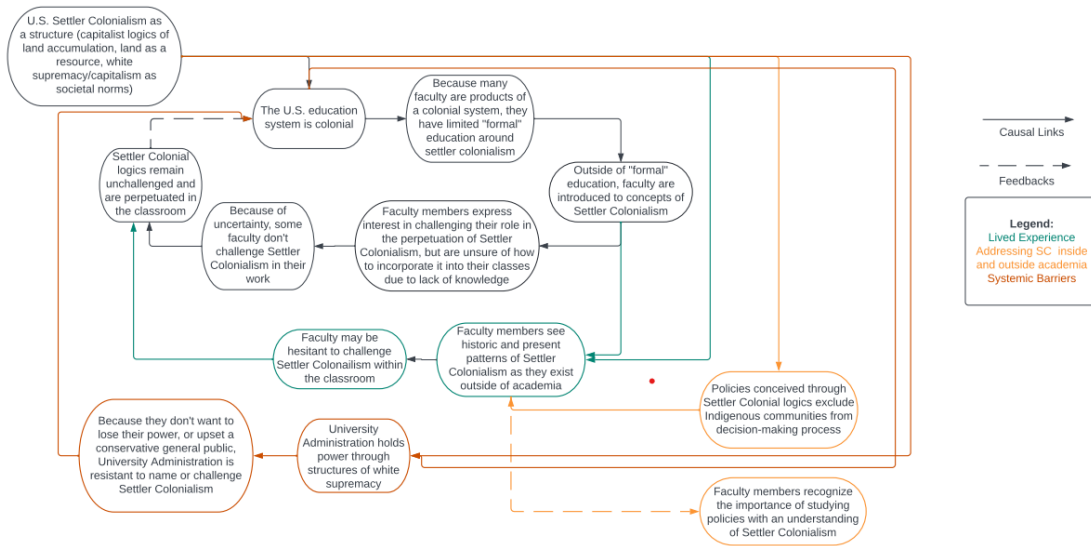 U.S. Settler Colonialism as
a structure (capitalist logics of
land accumulation, land as a
resource, white
supremacy/capitalism as
societal norms)
The U.S. education
system is colonial
Because many
faculty are products of
a colonial system, they
have limited "formal"
education around
settler colonialism
Causal Links
Feedbacks
Settler Colonial
logics remain
unchallenged and
are perpetuated in
the classroom
Outside of "formal"
education, faculty are
introduced to concepts of
Settler Colonialism
Because of
uncertainty, some
faculty don't
challenge Settler
Colonialism in their
work
Faculty members express
interest in challenging their role in
the perpetuation of Settler
Colonialism, but are unsure of how
to incorporate it into their classes
due to lack of knowledge
Legend:
Lived Experience
Addressing SC inside
and outside academia
Systemic Barriers
Faculty may be
hesitant to challenge
Settler Colonailism within
the classroom
Faculty members see
historic and present
patterns of Settler
Colonialism as they exist
outside of academia
Policies conceived through
Settler Colonial logics exclude
Indigenous communities from
decision-making process
Because they don't want to
lose their power, or upset a
conservative general public,
University Administration is
resistant to name or challenge
Settler Colonialism
University
Administration holds
power through
structures of white
supremacy
Faculty members recognize
the importance of studying
policies with an understanding
of Settler Colonialism